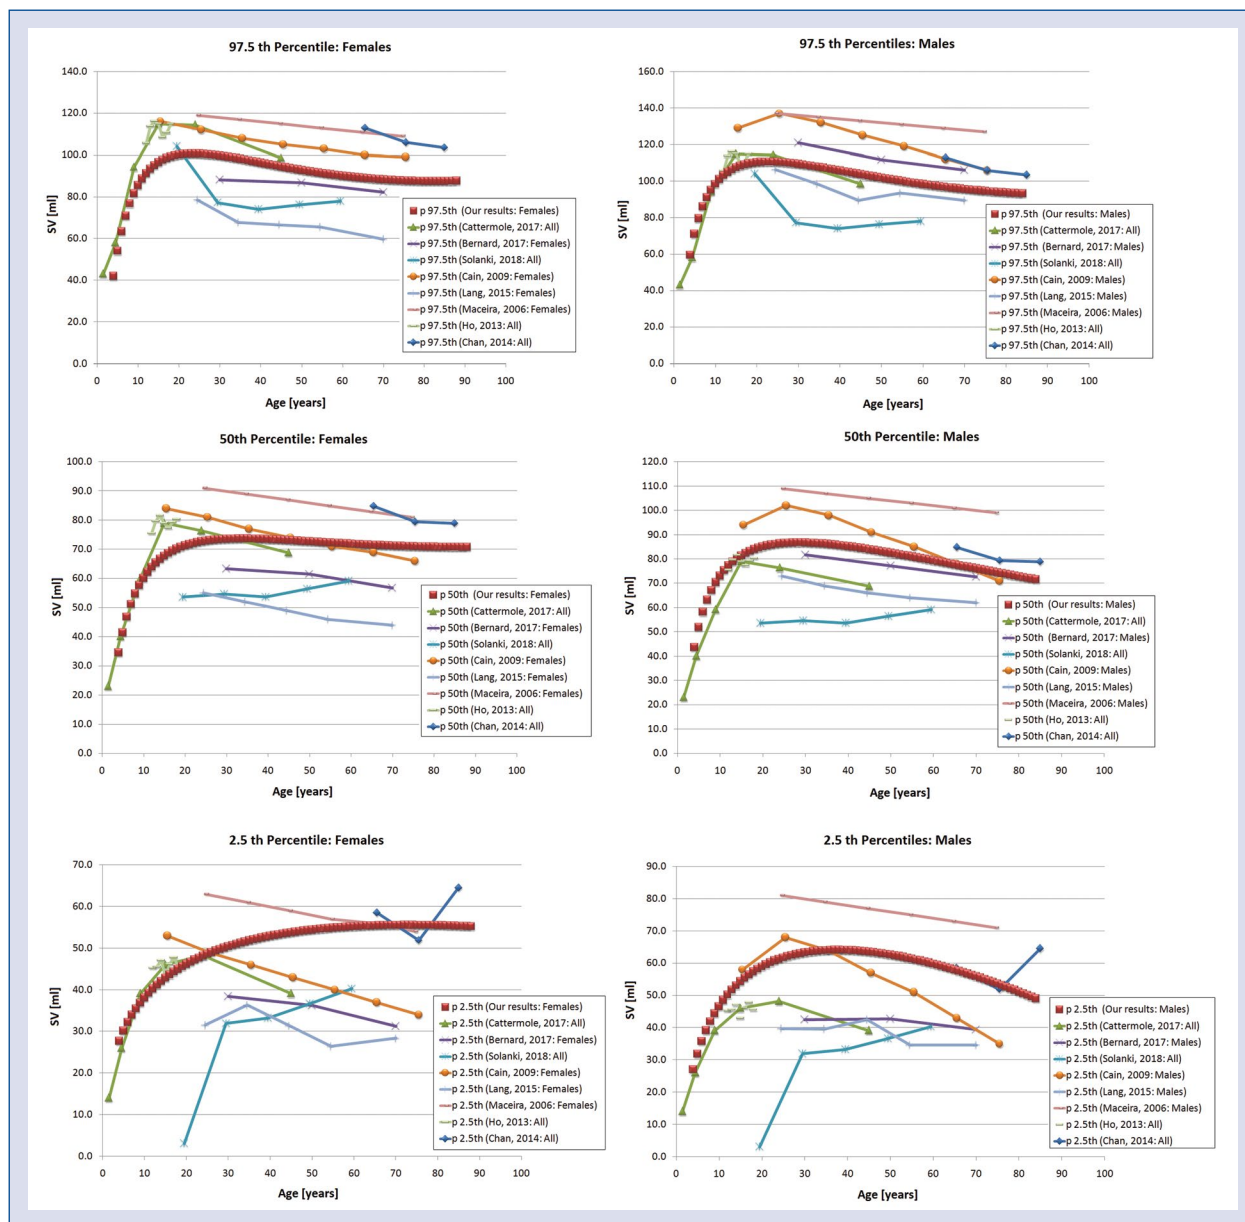 97.5 th Percentile: Females
SV [ml]
140.0
120.0
100.0
80.0
60.0
40.0
20.0
0.0
0 10 20 30 40 50 60 70 80 90 100
Age [years]
p 97.5th (Our results: Females)
p 97.5th (Cattermole, 2017: All)
p 97.5th (Bernard, 2017: Females)
p 97.5th (Solanki, 2018: All)
p 97.5th (Cain, 2009: Females)
p 97.5th (Lang, 2015: Females)
p 97.5th (Maceira, 2006: Females)
p 97.5th (Ho, 2013: All)
p 97.5th (Chan, 2014: All)
97.5 th Percentiles: Males
SV [ml]
160.0
140.0
120.0
100.0
80.0
60.0
40.0
20.0
0.0
0 10 20 30 40 50 60 70 80 90 100
Age [years]
p 97.5th (Our results: Males)
p 97.5th (Cattermole, 2017: All)
p 97.5th (Bernard, 2017: Males)
p 97.5th (Solanki, 2018: All)
p 97.5th (Cain, 2009: Males)
p 97.5th (Lang, 2015: Males)
p 97.5th (Maceira, 2006: Males)
p 97.5th (Ho, 2013: All)
p 97.5th (Chan, 2014: All)
50th Percentile: Females
SV [ml]
100.0
90.0
80.0
70.0
60.0
50.0
40.0
30.0
20.0
10.0
0.0
0 10 20 30 40 50 60 70 80 90 100
Age [years]
p 50th (Our results: Females)
p 50th (Cattermole, 2017: All)
p 50th (Bernard, 2017: Females)
p 50th (Solanki, 2018: All)
p 50th (Cain, 2009: Females)
p 50th (Lang, 2015: Females)
p 50th (Maceira, 2006: Females)
p 50th (Ho, 2013: All)
p 50th (Chan, 2014: All)
50th Percentile: Males
SV [ml]
120.0
110.0
100.0
90.0
80.0
70.0
60.0
50.0
40.0
30.0
20.0
10.0
0.0
0 10 20 30 40 50 60 70 80 90 100
Age [years]
p 50th (Our results: Males)
p 50th (Cattermole, 2017: All)
p 50th (Bernard, 2017: Males)
p 50th (Solanki, 2018: All)
p 50th (Cain, 2009: Males)
p 50th (Lang, 2015: Males)
p 50th (Maceira, 2006: Males)
p 50th (Ho, 2013: All)
p 50th (Chan, 2014: All)
2.5 th Percentile: Females
SV [ml]
70.0
60.0
50.0
40.0
30.0
20.0
10.0
0.0
0 10 20 30 40 50 60 70 80 90 100
Age [years]
p 2.5th (Our results: Females)
p 2.5th (Cattermole, 2017: All)
p 2.5th (Bernard, 2017: Females)
p 2.5th (Solanki, 2018: All)
p 2.5th (Cain, 2009: Females)
p 2.5th (Lang, 2015: Females)
p 2.5th (Maceira, 2006: Females)
p 2.5th (Ho, 2013: All)
p 2.5th (Chan, 2014: All)
2.5 th Percentiles: Males
SV [ml]
90.0
80.0
70.0
60.0
50.0
40.0
30.0
20.0
10.0
0.0
0 10 20 30 40 50 60 70 80 90 100
Age [years]
p 2.5th (Our results: Males)
p 2.5th (Cattermole, 2017: All)
p 2.5th (Bernard, 2017: Males)
p 2.5th (Solanki, 2018: All)
p 2.5th (Cain, 2009: Males)
p 2.5th (Lang, 2015: Males)
p 2.5th (Maceira, 2006: Males)
p 2.5th (Ho, 2013: All)
p 2.5th (Chan, 2014: All)